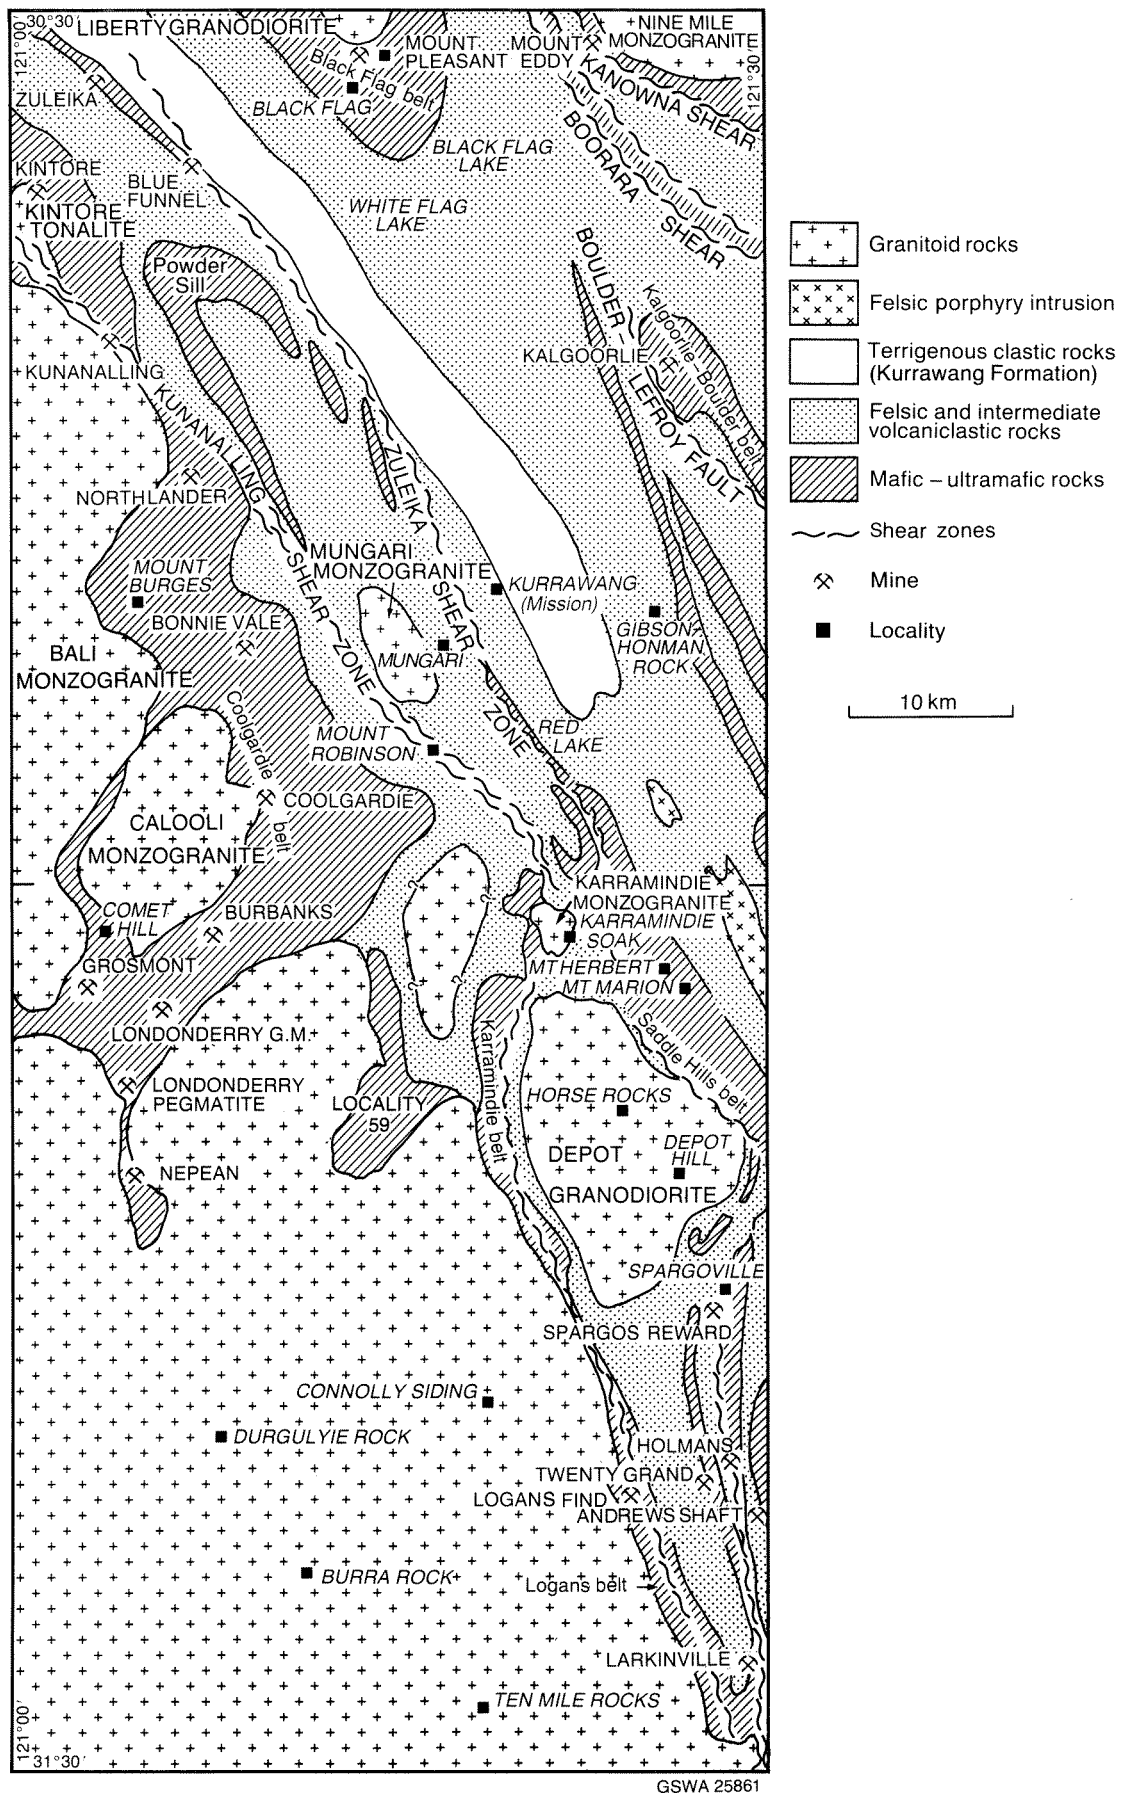 30°30'
121°00'
LIBERTY GRANODIORITE
NINE MILE
MONZOGRANITE
121°30'
MOUNT
PLEASANT
MOUNT
EDDY
Black Flag belt
KANOWNA SHEAR
ZULEIKA
BLACK FLAG
BOORARA SHEAR
BLACK FLAG
LAKE
KINTORE
BLUE
FUNNEL
KINTORE
TONALITE
WHITE FLAG
LAKE
Powder
Sill
BOULDER – LEFROY FAULT
Kalgoorlie–Boulder belt
KALGOORLIE
KUNANALLING
KUNANALLING SHEAR ZONE
ZULEIKA SHEAR ZONE
NORTHLANDER
MUNGARI
MONZOGRANITE
MOUNT
BURGES
KURRAWANG
(Mission)
BONNIE VALE
GIBSON–
HONMAN
ROCK
BALI
MONZOGRANITE
MUNGARI
Coolgardie belt
MOUNT
ROBINSON
RED
LAKE
COOLGARDIE
CALOOLI
MONZOGRANITE
?
?
?
?
KARRAMINDIE
MONZOGRANITE
COMET
HILL
BURBANKS
KARRAMINDIE
SOAK
GROSMONT
MT HERBERT
MT MARION
LONDONDERRY G.M.
Karramindie belt
Saddle Hills belt
LONDONDERRY
PEGMATITE
LOCALITY
59
HORSE ROCKS
DEPOT
GRANODIORITE
DEPOT
HILL
NEPEAN
SPARGOVILLE
SPARGOS REWARD
CONNOLLY SIDING
DURGULYIE ROCK
HOLMANS
TWENTY GRAND
LOGANS FIND
ANDREWS SHAFT
BURRA ROCK
Logans belt
LARKINVILLE
TEN MILE ROCKS
121°00'
31°30'
Granitoid rocks
Felsic porphyry intrusion
Terrigenous clastic rocks
(Kurrawang Formation)
Felsic and intermediate
volcaniclastic rocks
Mafic – ultramafic rocks
Shear zones
Mine
Locality
10 km
GSWA 25861